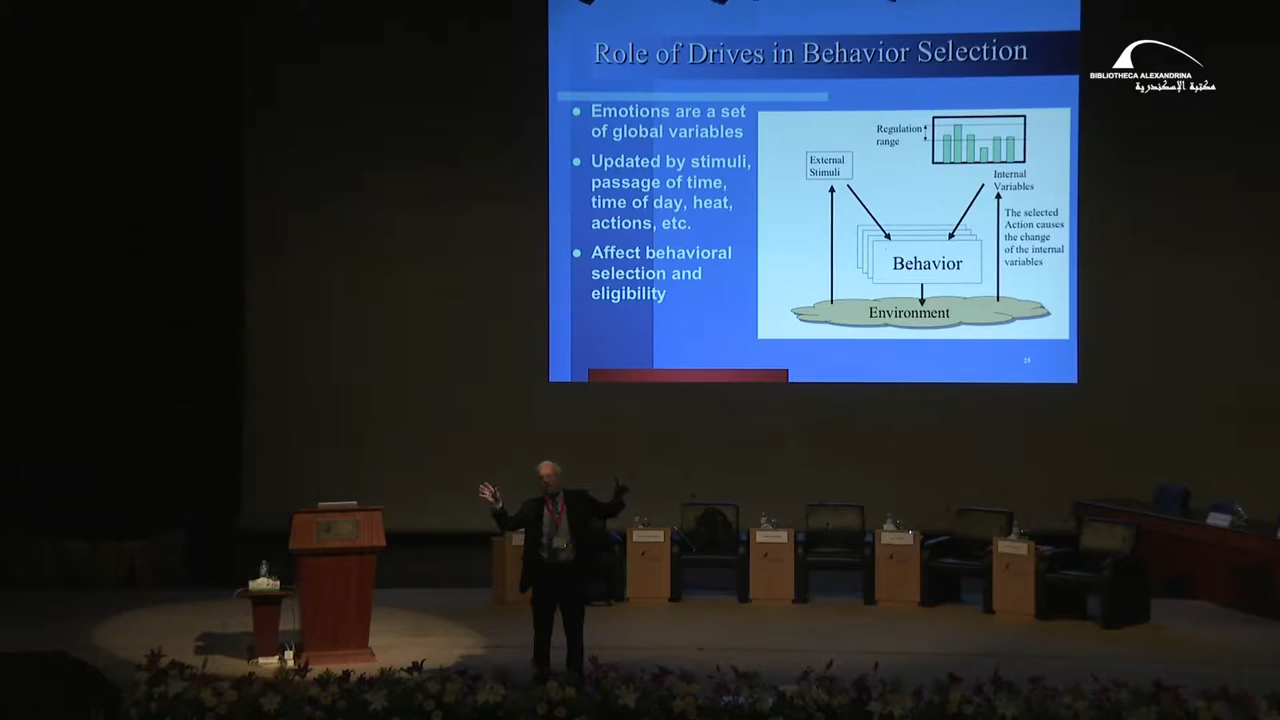 Role of Drives in Behavior Selection
Emotions are a set
of global variables
Updated by stimuli,
passage of time,
time of day, heat,
actions, etc.
Affect behavioral
selection and
eligibility
Regulation
range
External
Stimuli
Internal
Variables
The selected
Action causes
the change
of the internal
variables
Behavior
Environment
25
BIBLIOTHECA ALEXANDRINA
مكتبة الإسكندرية